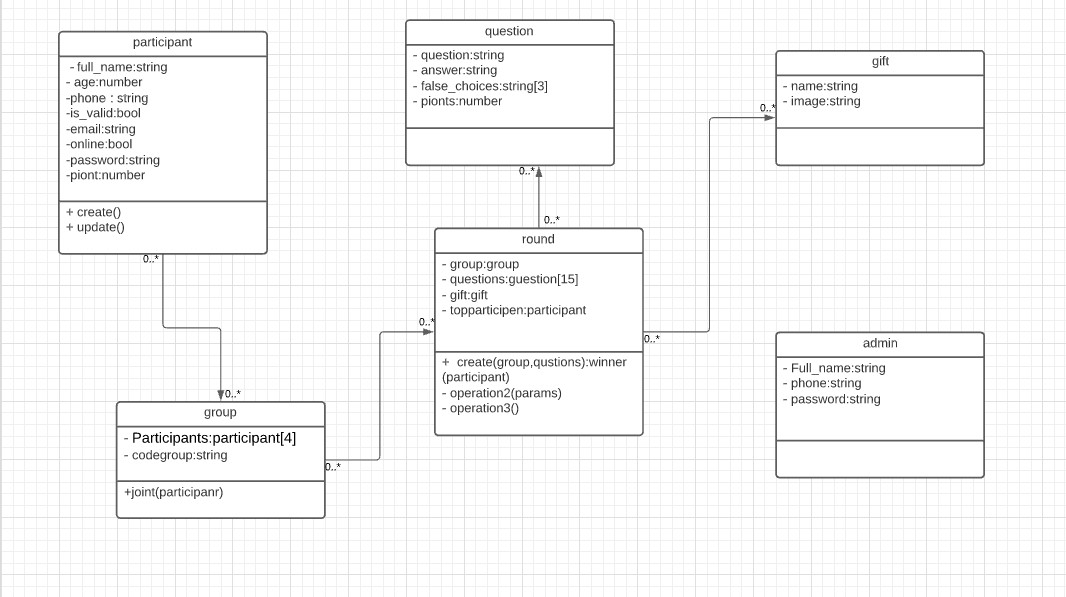 participant
- full_name:string
- age:number
-phone : string
-is_valid:bool
-email:string
-online:bool
-password:string
-piont:number
+ create()
+ update()
0..*
0..*
group
- Participants:participant[4]
- codegroup:string
+joint(participanr)
0..*
0..*
question
- question:string
- answer:string
- false_choices:string[3]
- pionts:number
0..*
0..*
round
- group:group
- questions:guestion[15]
- gift:gift
- topparticipen:participant
+  create(group,qustions):winner
(participant)
- operation2(params)
- operation3()
0..*
0..*
gift
- name:string
- image:string
admin
- Full_name:string
- phone:string
- password:string